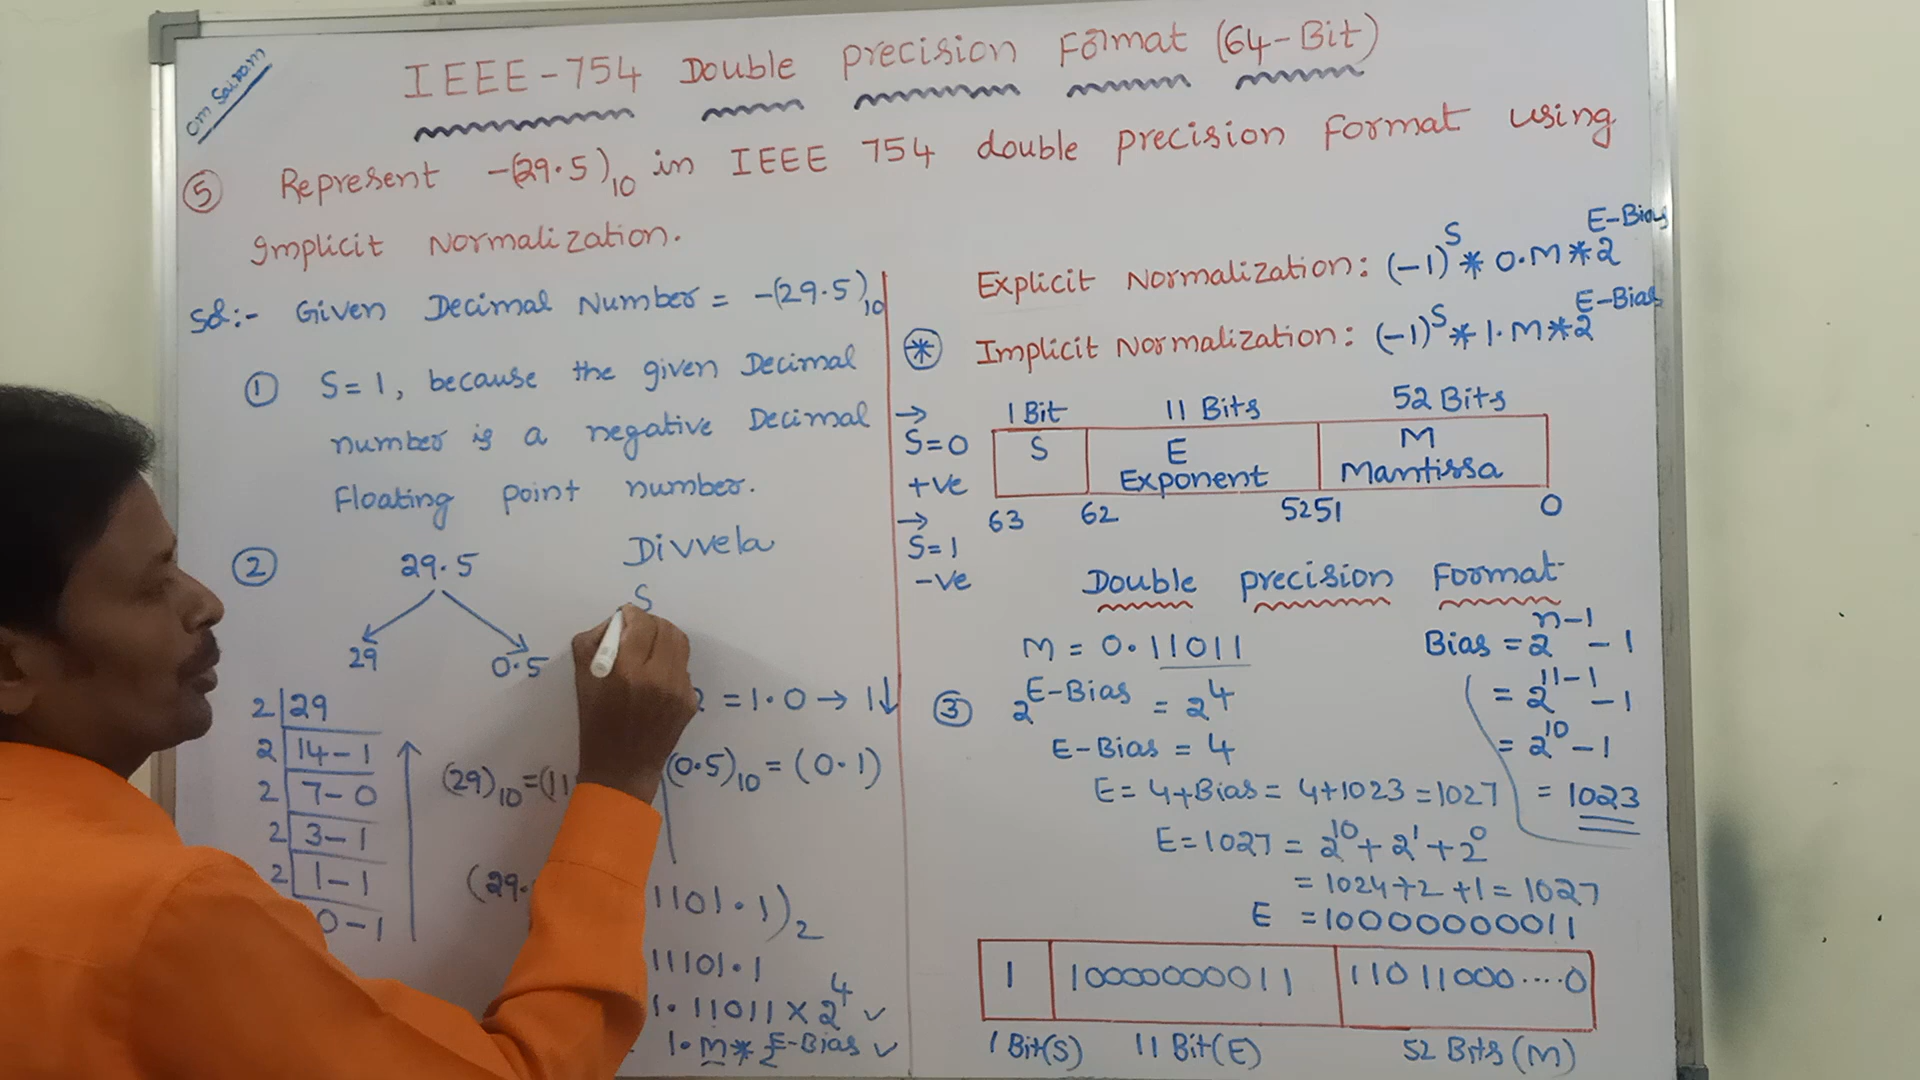 Om Sairam
IEEE-754 Double precision Format (64-Bit)
5 Represent -(29.5)10 in IEEE 754 double precision Format using
Implicit Normalization.
Sol:- Given Decimal Number = -(29.5)10
1 S=1, because the given Decimal
number is a negative Decimal
Floating point number.
Divvela
S
2 29.5
29 0.5
2 29
2 14-1
2 7-0
2 3-1
2 1-1
0-1
2 = 1.0 → 1↓
(29)10=(11
(0.5)10=(0.1)
(29.
1101.1)2
11101.1
1.11011 × 2^4 ✓
1.M * 2^E-Bias ✓
Explicit Normalization: (-1)^S * 0.M * 2^E-Bias
* Implicit Normalization: (-1)^S * 1.M * 2^E-Bias
1 Bit 11 Bits 52 Bits
→ S=0 +ve
→ S=1 -ve
S E Exponent M Mantissa
63 62 52 51 0
Double precision Format
M = 0.11011
Bias = 2^n-1 - 1
= 2^11-1 - 1
= 2^10 - 1
= 1023
3 2^E-Bias = 2^4
E-Bias = 4
E = 4+Bias = 4+1023 = 1027
E=1027 = 2^10 + 2^1 + 2^0
= 1024+2+1 = 1027
E = 10000000011
1 10000000011 11011000....0
1 Bit(S) 11 Bit(E) 52 Bits(M)